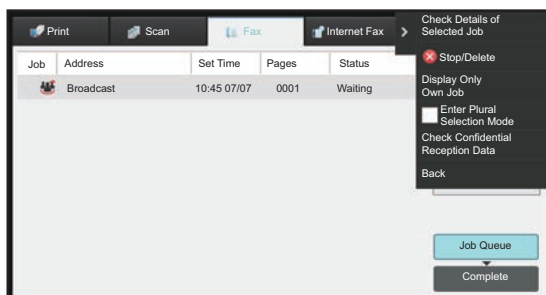 Print Scan Fax Internet Fax
Job Address Set Time Pages Status
Broadcast 10:45 07/07 0001 Waiting
Check Details of
Selected Job
Stop/Delete
Display Only
Own Job
Enter Plural
Selection Mode
Check Confidential
Reception Data
Back
Job Queue
Complete